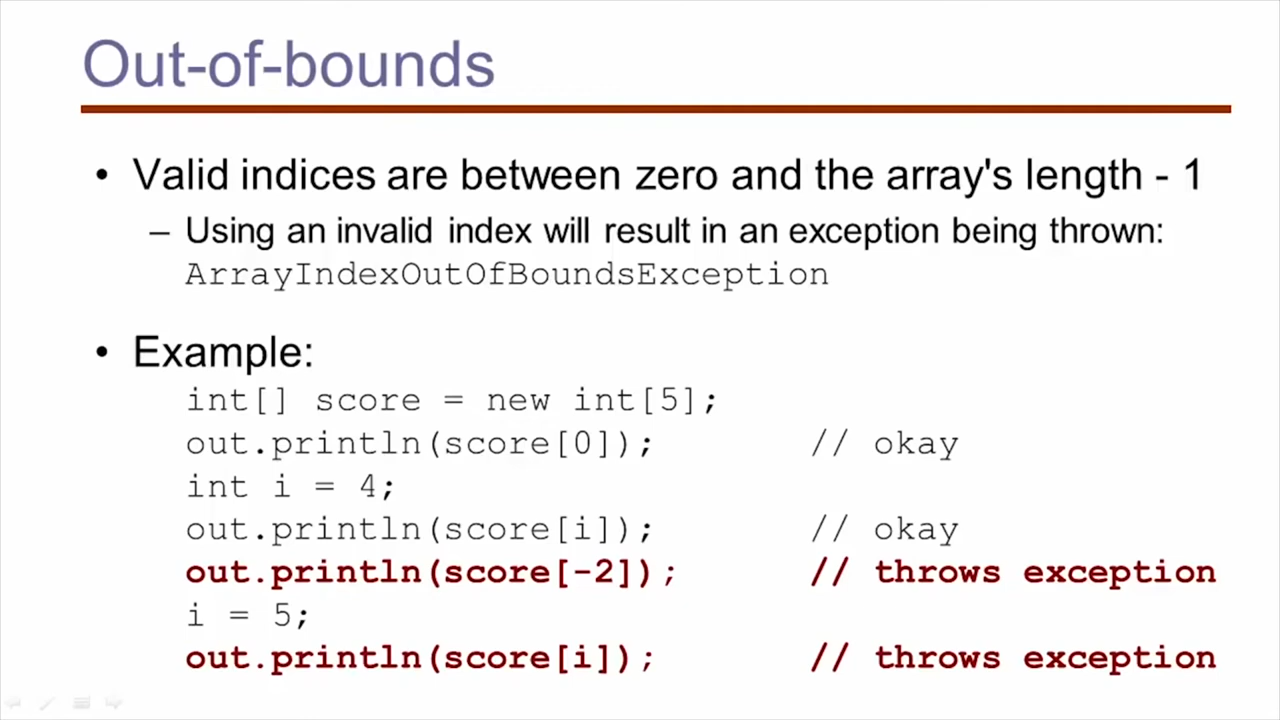 Out-of-bounds
• Valid indices are between zero and the array's length - 1
– Using an invalid index will result in an exception being thrown:
ArrayIndexOutOfBoundsException
• Example:
int[] score = new int[5];
out.println(score[0]); // okay
int i = 4;
out.println(score[i]); // okay
out.println(score[-2]); // throws exception
i = 5;
out.println(score[i]); // throws exception